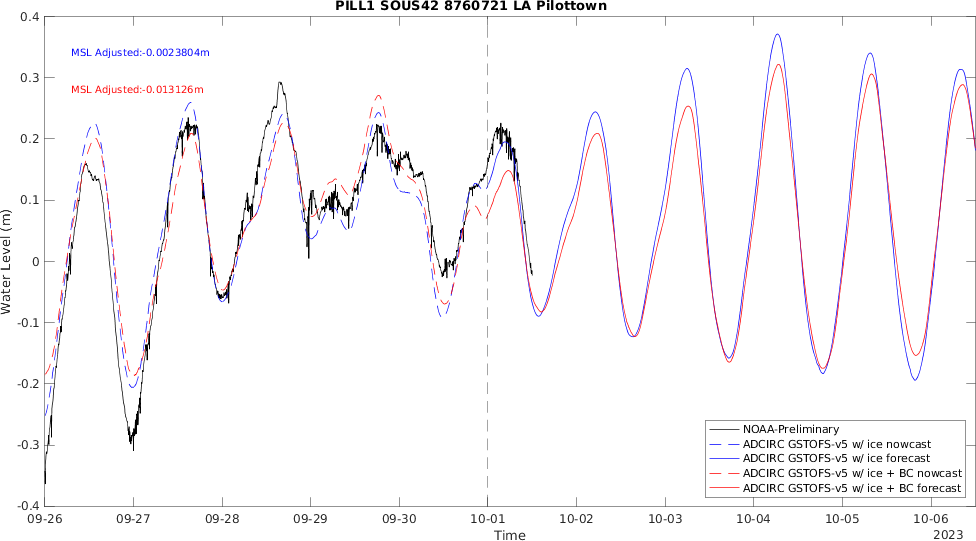 PILL1 SOUS42 8760721 LA Pilottown
MSL Adjusted:-0.0023804m
MSL Adjusted:-0.013126m
Water Level (m)
0.4
0.3
0.2
0.1
0
-0.1
-0.2
-0.3
-0.4
NOAA-Preliminary
ADCIRC GSTOFS-v5 w/ ice nowcast
ADCIRC GSTOFS-v5 w/ ice forecast
ADCIRC GSTOFS-v5 w/ ice + BC nowcast
ADCIRC GSTOFS-v5 w/ ice + BC forecast
09-26 09-27 09-28 09-29 09-30 10-01 10-02 10-03 10-04 10-05 10-06
Time
2023